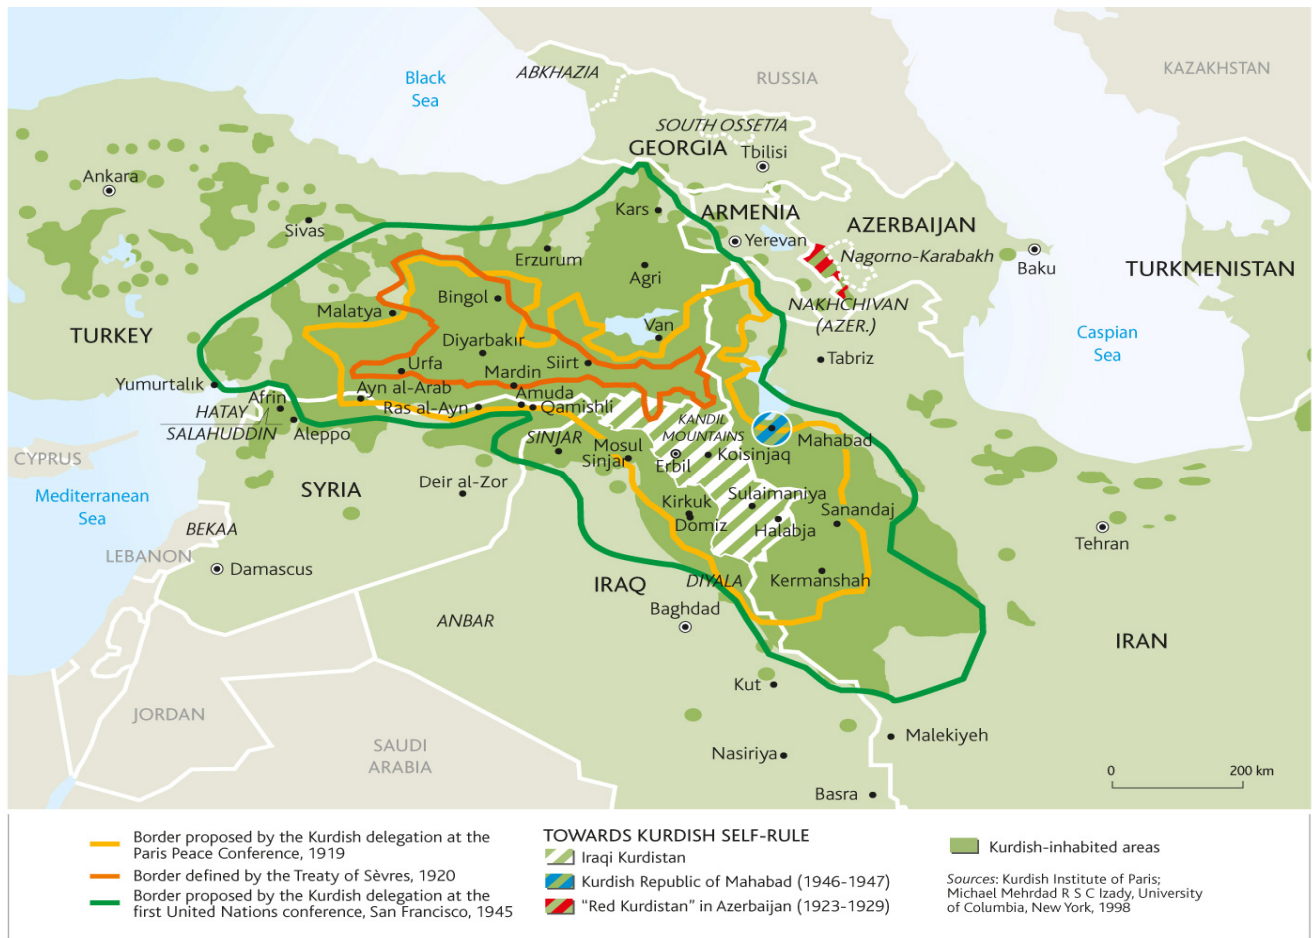 ABKHAZIA
RUSSIA
KAZAKHSTAN
Black
Sea
SOUTH OSSETIA
GEORGIA
Tbilisi
Ankara
Kars
ARMENIA
AZERBAIJAN
Sivas
Yerevan
Nagorno-Karabakh
Baku
TURKMENISTAN
Erzurum
Agri
Bingol
NAKHCHIVAN
(AZER.)
Malatya
Van
TURKEY
Diyarbakır
Caspian
Sea
Tabriz
Urfa
Siirt
Mardin
Yumurtalık
Ayn al-Arab
Amuda
Afrin
Ras al-Ayn
Qamishli
HATAY
KANDIL
MOUNTAINS
SALAHUDDIN
Aleppo
SINJAR
Mosul
Mahabad
CYPRUS
Sinjar
Erbil
Koisinjaq
Mediterranean
Sea
SYRIA
Deir al-Zor
Kirkuk
Sulaimaniya
Sanandaj
Domiz
Halabja
BEKAA
Tehran
LEBANON
Damascus
IRAQ
DIYALA
Kermanshah
Baghdad
ANBAR
IRAN
Kut
JORDAN
SAUDI
ARABIA
Malekiyeh
Nasiriya
0 200 km
Basra
Border proposed by the Kurdish delegation at the
Paris Peace Conference, 1919
Border defined by the Treaty of Sèvres, 1920
Border proposed by the Kurdish delegation at the
first United Nations conference, San Francisco, 1945
TOWARDS KURDISH SELF-RULE
Iraqi Kurdistan
Kurdish Republic of Mahabad (1946-1947)
“Red Kurdistan” in Azerbaijan (1923-1929)
Kurdish-inhabited areas
Sources: Kurdish Institute of Paris;
Michael Mehrdad R S C Izady, University
of Columbia, New York, 1998